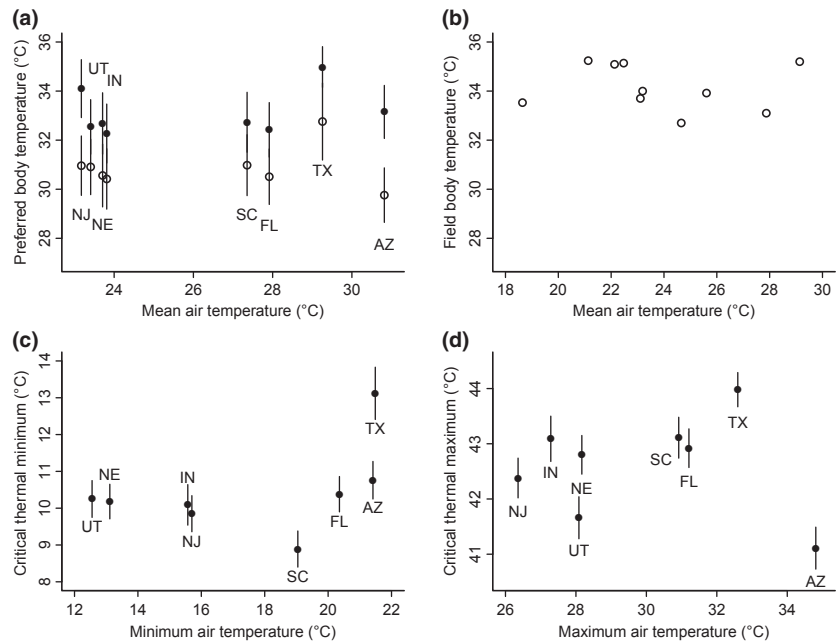 (a)
Preferred body temperature (°C)
36
34
32
30
28
UT
IN
NJ
NE
SC
FL
TX
AZ
24
26
28
30
Mean air temperature (°C)
(b)
Field body temperature (°C)
36
34
32
30
28
18
20
22
24
26
28
30
Mean air temperature (°C)
(c)
Critical thermal minimum (°C)
14
13
12
11
10
9
8
UT
NE
IN
NJ
SC
FL
AZ
TX
12
14
16
18
20
22
Minimum air temperature (°C)
(d)
Critical thermal maximum (°C)
44
43
42
41
NJ
IN
NE
UT
SC
FL
TX
AZ
26
28
30
32
34
Maximum air temperature (°C)